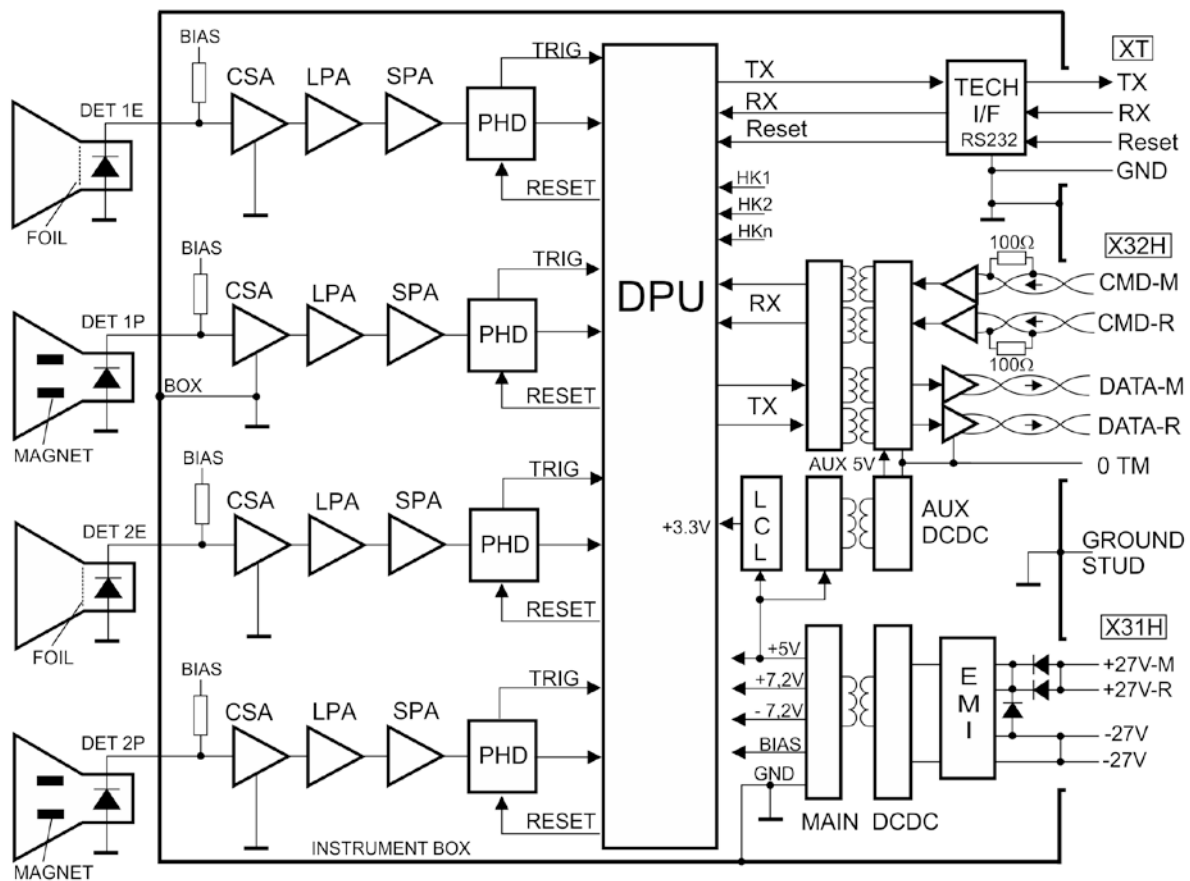 BIAS
CSA
LPA
SPA
TRIG
PHD
RESET
DET 1E
FOIL
BIAS
CSA
LPA
SPA
TRIG
PHD
RESET
DET 1P
BOX
MAGNET
BIAS
CSA
LPA
SPA
TRIG
PHD
RESET
DET 2E
FOIL
BIAS
CSA
LPA
SPA
TRIG
PHD
RESET
DET 2P
MAGNET
INSTRUMENT BOX
DPU
TX
RX
Reset
TECH
I/F
RS232
XT
TX
RX
Reset
GND
HK1
HK2
HKn
RX
TX
X32H
100Ω
CMD-M
CMD-R
100Ω
DATA-M
DATA-R
0 TM
AUX 5V
AUX
DCDC
L
C
L
+3.3V
GROUND
STUD
X31H
+5V
+7,2V
- 7,2V
BIAS
GND
MAIN DCDC
E
M
I
+27V-M
+27V-R
-27V
-27V